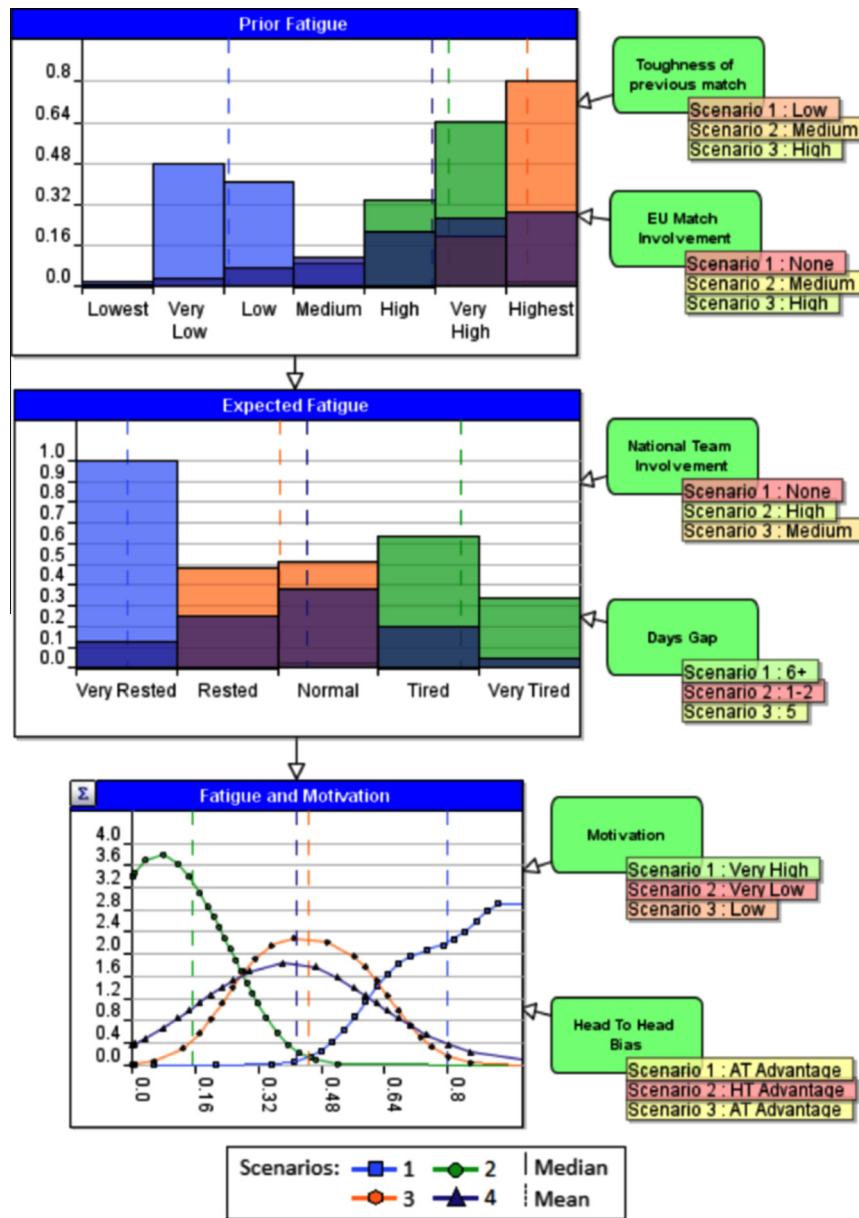 Prior Fatigue
0.8
0.64
0.48
0.32
0.16
0.0
Lowest Very Low Low Medium High Very High Highest
Toughness of
previous match
Scenario 1 : Low
Scenario 2 : Medium
Scenario 3 : High
EU Match
Involvement
Scenario 1 : None
Scenario 2 : Medium
Scenario 3 : High
Expected Fatigue
1.0
0.9
0.8
0.7
0.6
0.5
0.4
0.3
0.2
0.1
0.0
Very Rested Rested Normal Tired Very Tired
National Team
Involvement
Scenario 1 : None
Scenario 2 : High
Scenario 3 : Medium
Days Gap
Scenario 1 : 6+
Scenario 2 : 1-2
Scenario 3 : 5
Σ Fatigue and Motivation
4.0
3.6
3.2
2.8
2.4
2.0
1.6
1.2
0.8
0.4
0.0
0.0 0.16 0.32 0.48 0.64 0.8
Motivation
Scenario 1 : Very High
Scenario 2 : Very Low
Scenario 3 : Low
Head To Head
Bias
Scenario 1 : AT Advantage
Scenario 2 : HT Advantage
Scenario 3 : AT Advantage
Scenarios: 1 2 Median
3 4 Mean